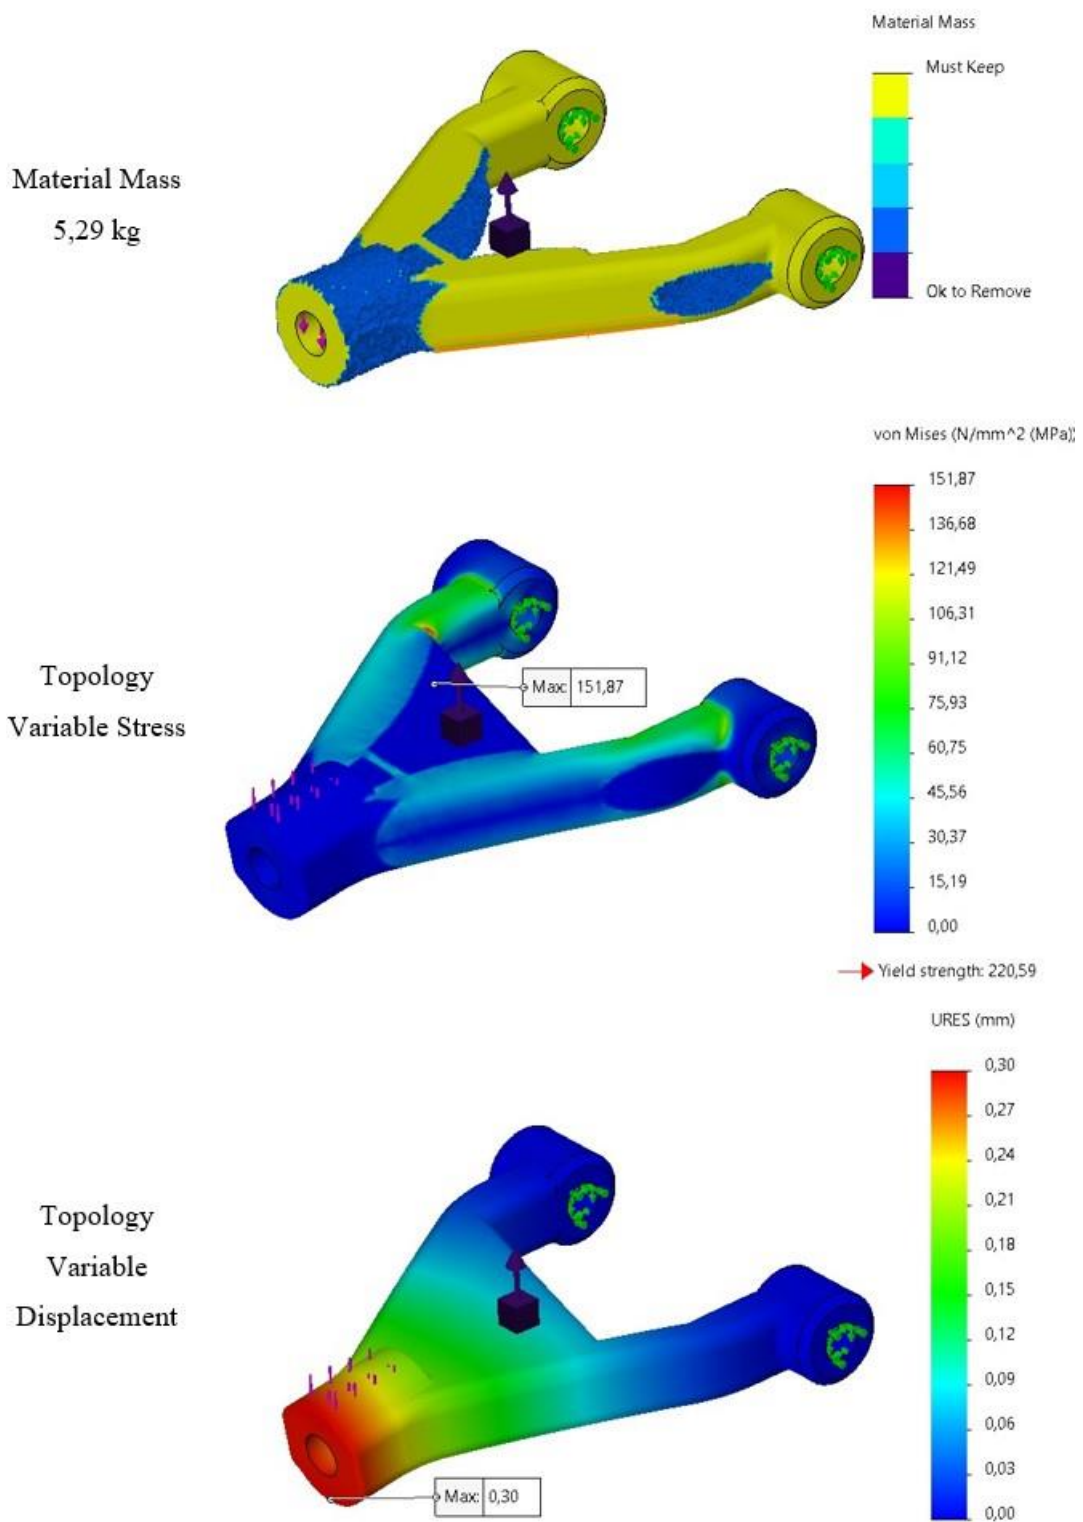 Material Mass
Must Keep
Material Mass
5,29 kg
Ok to Remove
von Mises (N/mm^2 (MPa))
151,87
136,68
121,49
106,31
91,12
75,93
60,75
45,56
30,37
15,19
0,00
Topology
Variable Stress
Max: 151,87
Yield strength: 220,59
URES (mm)
0,30
0,27
0,24
0,21
0,18
0,15
0,12
0,09
0,06
0,03
0,00
Topology
Variable
Displacement
Max: 0,30